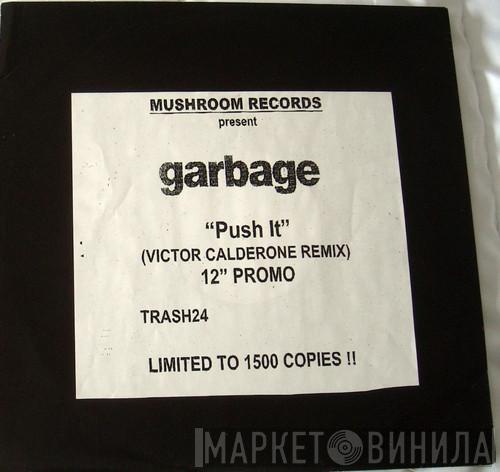 MUSHROOM RECORDS
present
garbage
“Push It”
(VICTOR CALDERONE REMIX)
12” PROMO
TRASH24
LIMITED TO 1500 COPIES !!
МАРКЕТ ВИНИЛА